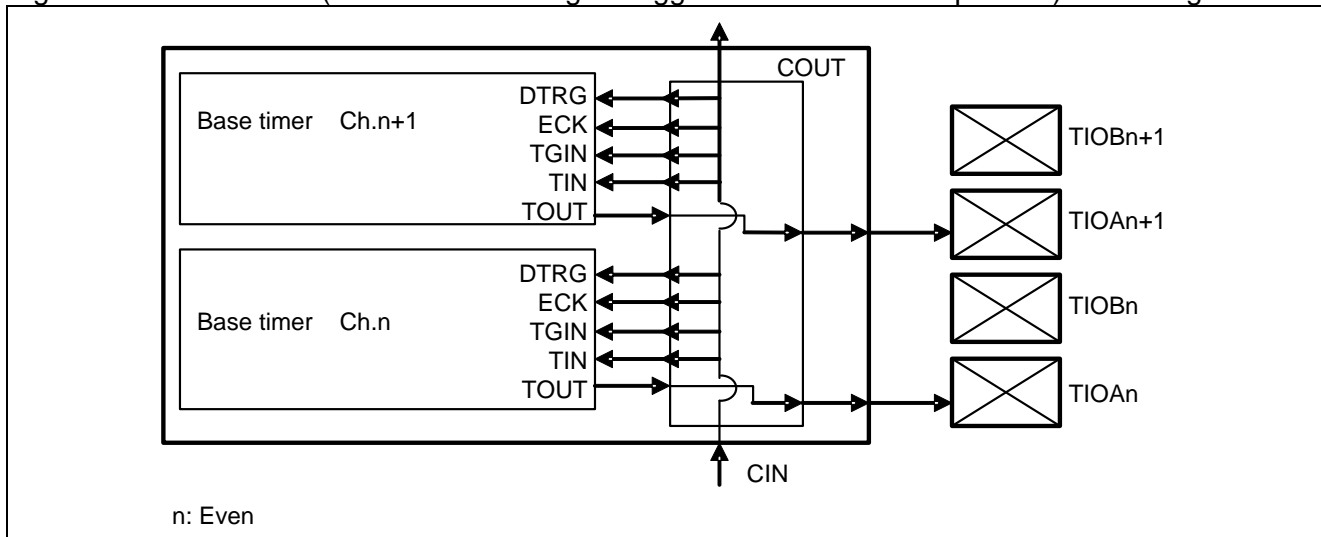 COUT
Base timer Ch.n+1
DTRG
ECK
TGIN
TIN
TOUT
TIOBn+1
TIOAn+1
Base timer Ch.n
DTRG
ECK
TGIN
TIN
TOUT
TIOBn
TIOAn
CIN
n: Even